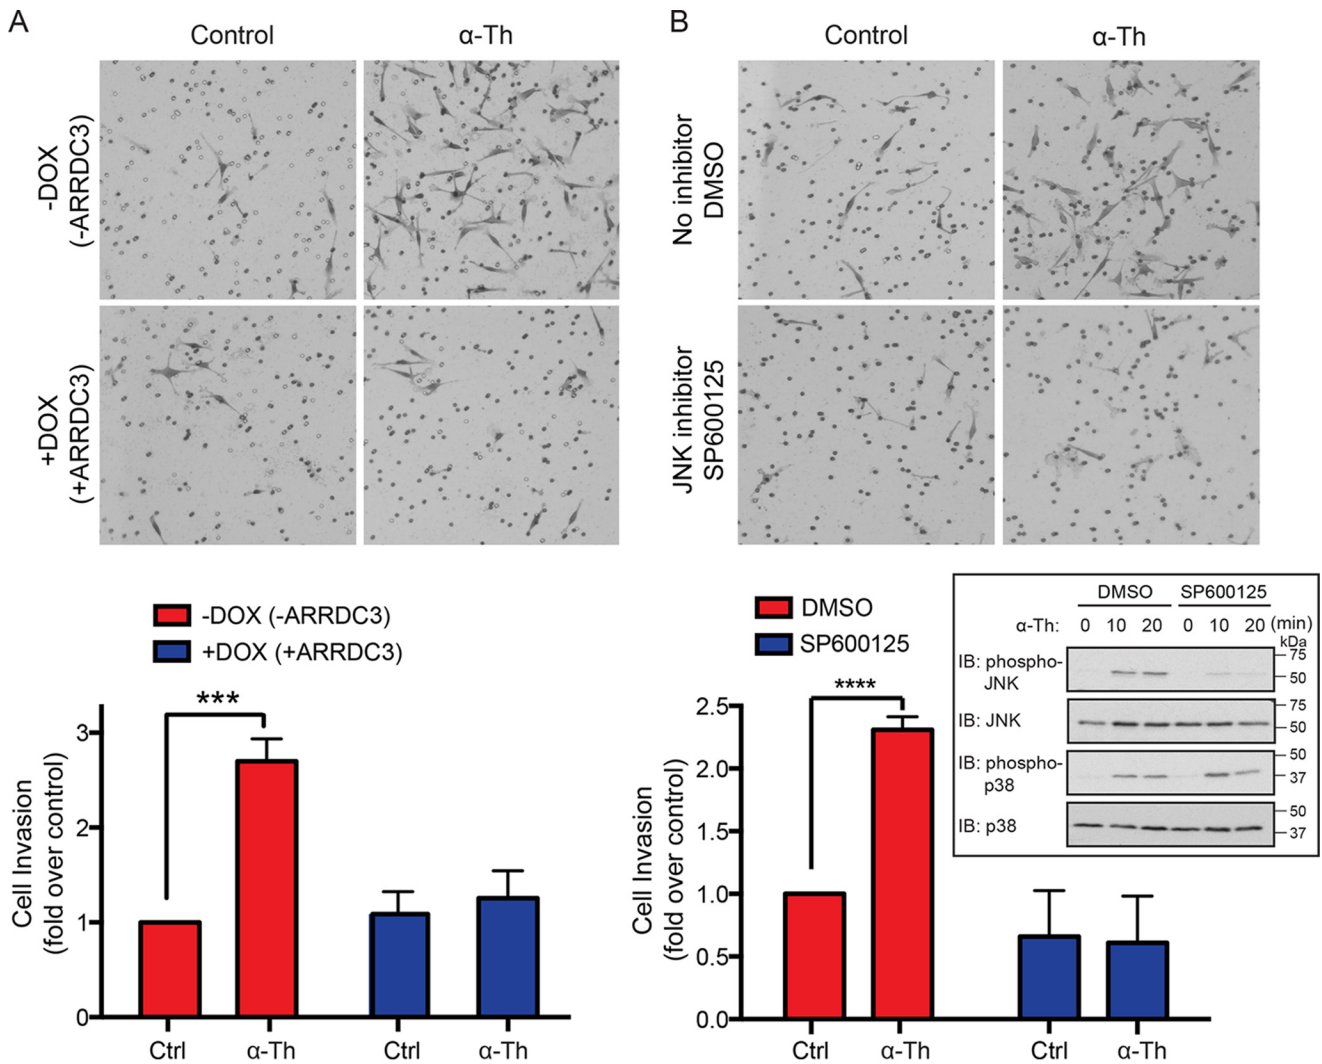 A
Control
α-Th
-DOX
(-ARRDC3)
+DOX
(+ARRDC3)
-DOX (-ARRDC3)
+DOX (+ARRDC3)
***
Cell Invasion
(fold over control)
3
2
1
0
Ctrl
α-Th
Ctrl
α-Th
B
Control
α-Th
No inhibitor
DMSO
JNK inhibitor
SP600125
DMSO
SP600125
****
Cell Invasion
(fold over control)
2.5
2.0
1.5
1.0
0.5
0.0
Ctrl
α-Th
Ctrl
α-Th
DMSO SP600125
α-Th: 0 10 20 0 10 20 (min)
kDa
IB: phospho-
JNK
75
50
IB: JNK
75
50
IB: phospho-
p38
50
37
IB: p38
50
37